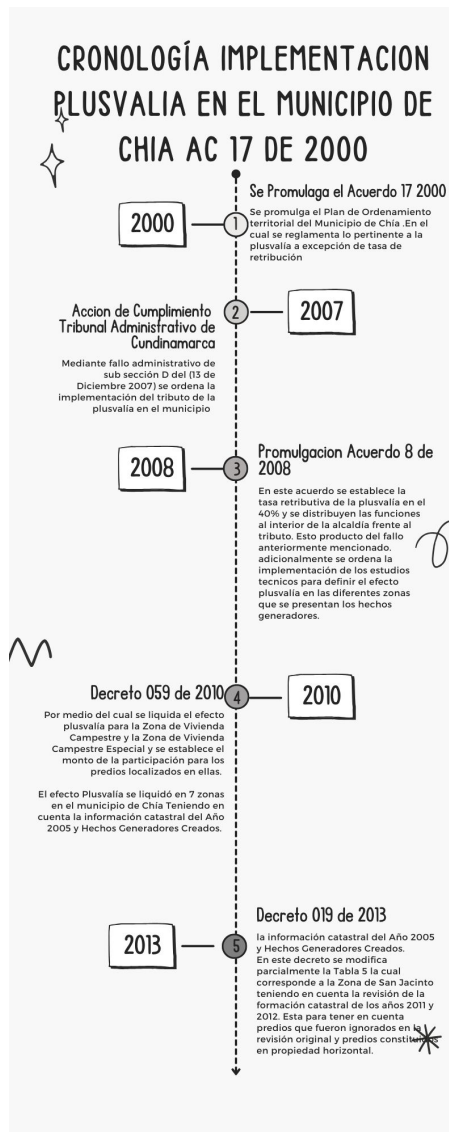 CRONOLOGÍA IMPLEMENTACION
PLUSVALIA EN EL MUNICIPIO DE
CHIA AC 17 DE 2000
2000
1
Se Promulaga el Acuerdo 17 2000
Se promulga el Plan de Ordenamiento
territorial del Municipio de Chía .En el
cual se reglamenta lo pertinente a la
plusvalía a excepción de tasa de
retribución
Accion de Cumplimiento
Tribunal Administrativo de
Cundinamarca
2
2007
Mediante fallo administrativo de
sub sección D del (13 de
Diciembre 2007) se ordena la
implementación del tributo de la
plusvalía en el municipio
2008
3
Promulgacion Acuerdo 8 de
2008
En este acuerdo se establece la
tasa retributiva de la plusvalía en el
40% y se distribuyen las funciones
al interior de la alcaldía frente al
tributo. Esto producto del fallo
anteriormente mencionado.
adicionalmente se ordena la
implementación de los estudios
tecnicos para definir el efecto
plusvalía en las diferentes zonas
que se presentan los hechos
generadores.
Decreto 059 de 2010
4
2010
Por medio del cual se liquida el efecto
plusvalía para la Zona de Vivienda
Campestre y la Zona de Vivienda
Campestre Especial y se establece el
monto de la participación para los
predios localizados en ellas.
El efecto Plusvalía se liquidó en 7 zonas
en el municipio de Chía Teniendo en
cuenta la información catastral del Año
2005 y Hechos Generadores Creados.
2013
5
Decreto 019 de 2013
la información catastral del Año 2005
y Hechos Generadores Creados.
En este decreto se modifica
parcialmente la Tabla 5 la cual
corresponde a la Zona de San Jacinto
teniendo en cuenta la revisión de la
formación catastral de los años 2011 y
2012. Esta para tener en cuenta
predios que fueron ignorados en la
revisión original y predios constituidos
en propiedad horizontal.